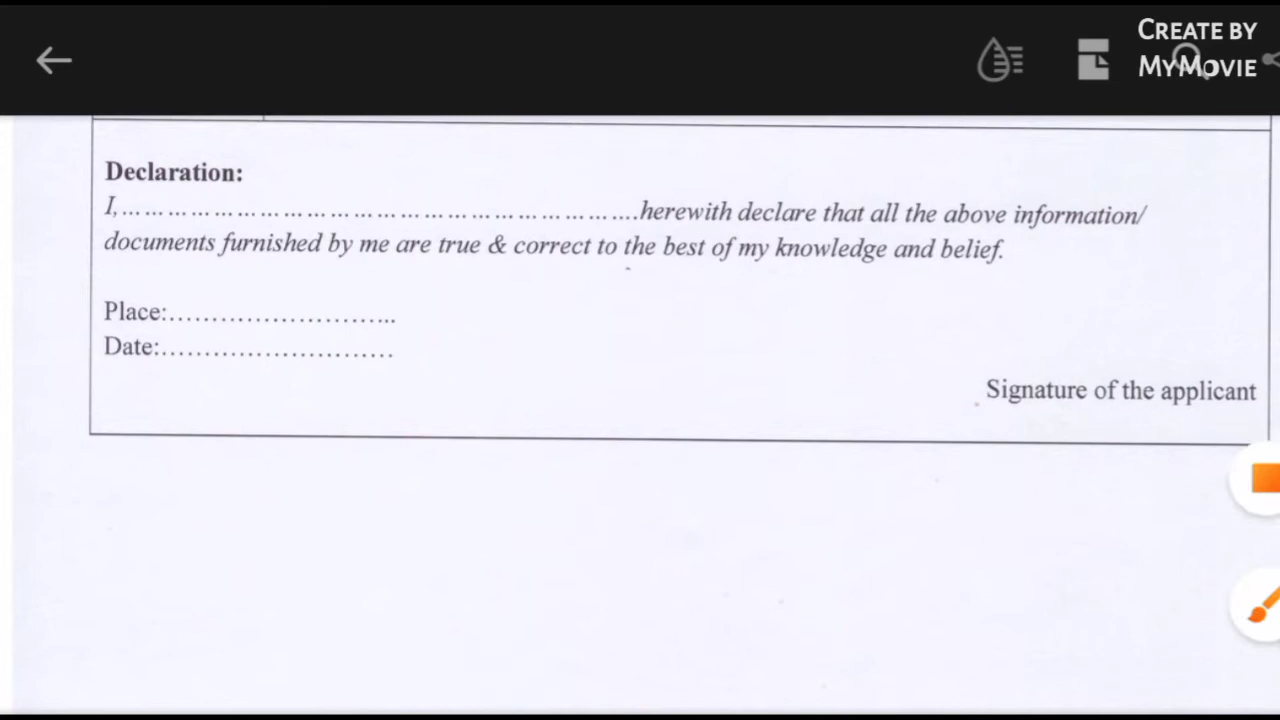 CREATE BY
MYMOVIE
Declaration:
I,… … … … … … … … … … … … … … … … … … … … … … ….herewith declare that all the above information/
documents furnished by me are true & correct to the best of my knowledge and belief.
Place:……………………..
Date:………………………
Signature of the applicant